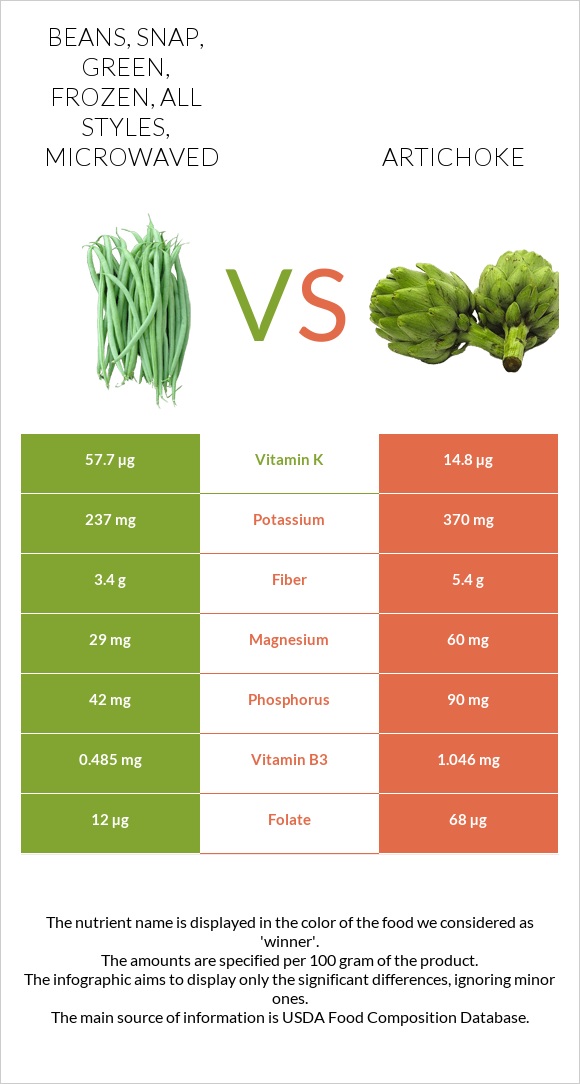 BEANS, SNAP,
GREEN,
FROZEN, ALL
STYLES,
MICROWAVED
ARTICHOKE
VS
57.7 µg Vitamin K 14.8 µg
237 mg Potassium 370 mg
3.4 g Fiber 5.4 g
29 mg Magnesium 60 mg
42 mg Phosphorus 90 mg
0.485 mg Vitamin B3 1.046 mg
12 µg Folate 68 µg
The nutrient name is displayed in the color of the food we considered as
'winner'.
The amounts are specified per 100 gram of the product.
The infographic aims to display only the significant differences, ignoring minor
ones.
The main source of information is USDA Food Composition Database.